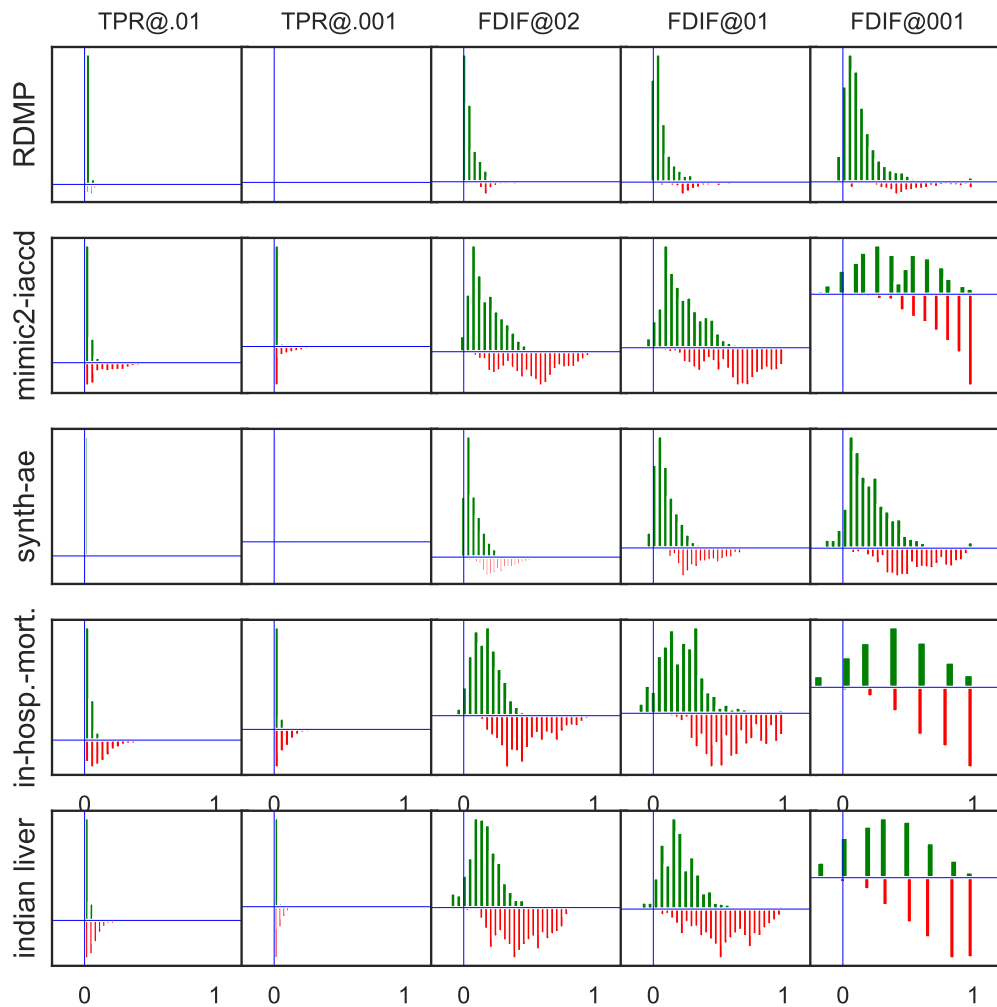 TPR@.01 TPR@.001 FDIF@02 FDIF@01 FDIF@001
RDMP
mimic2-iaccd
synth-ae
in-hosp.-mort.
0 1 0 1 0 1 0 1 0 1
indian liver
0 1 0 1 0 1 0 1 0 1